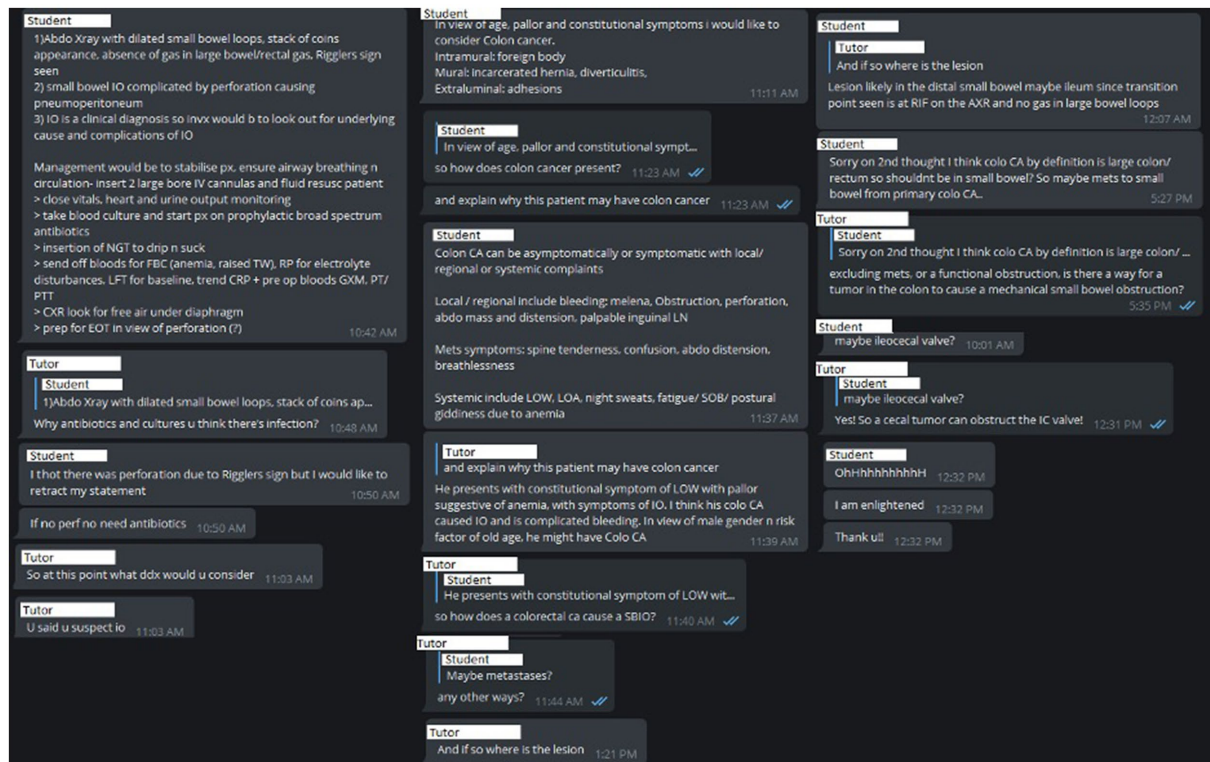 Student
1)Abdo Xray with dilated small bowel loops, stack of coins
appearance, absence of gas in large bowel/rectal gas, Rigglers sign
seen
2) small bowel IO complicated by perforation causing
pneumoperitoneum
3) IO is a clinical diagnosis so invx would b to look out for underlying
cause and complications of IO
Management would be to stabilise px. ensure airway breathing n
circulation- insert 2 large bore IV cannulas and fluid resusc patient
> close vitals, heart and urine output monitoring
> take blood culture and start px on prophylactic broad spectrum
antibiotics
> insertion of NGT to drip n suck
> send off bloods for FBC (anemia, raised TW), RP for electrolyte
disturbances. LFT for baseline, trend CRP + pre op bloods GXM, PT/
PTT
> CXR look for free air under diaphragm
> prep for EOT in view of perforation (?)
10:42 AM
Tutor
Student
1)Abdo Xray with dilated small bowel loops, stack of coins ap...
Why antibiotics and cultures u think there's infection? 10:48 AM
Student
I thot there was perforation due to Rigglers sign but I would like to
retract my statement
10:50 AM
If no perf no need antibiotics 10:50 AM
Tutor
So at this point what ddx would u consider 11:03 AM
Tutor
U said u suspect io 11:03 AM
Student
In view of age, pallor and constitutional symptoms i would like to
consider Colon cancer.
Intramural: foreign body
Mural: incarcerated hernia, diverticulitis,
Extraluminal: adhesions
11:11 AM
Student
In view of age, pallor and constitutional sympt...
so how does colon cancer present? 11:23 AM
and explain why this patient may have colon cancer 11:23 AM
Student
Colon CA can be asymptomatically or symptomatic with local/
regional or systemic complaints
Local / regional include bleeding: melena, Obstruction, perforation,
abdo mass and distension, palpable inguinal LN
Mets symptoms: spine tenderness, confusion, abdo distension,
breathlessness
Systemic include LOW, LOA, night sweats, fatigue/ SOB/ postural
giddiness due to anemia
11:37 AM
Tutor
and explain why this patient may have colon cancer
He presents with constitutional symptom of LOW with pallor
suggestive of anemia, with symptoms of IO. I think his colo CA
caused IO and is complicated bleeding. In view of male gender n risk
factor of old age, he might have Colo CA
11:39 AM
Tutor
Student
He presents with constitutional symptom of LOW wit...
so how does a colorectal ca cause a SBIO? 11:40 AM
Tutor
Student
Maybe metastases?
any other ways? 11:44 AM
Tutor
And if so where is the lesion 1:21 PM
Student
Tutor
And if so where is the lesion
Lesion likely in the distal small bowel maybe ileum since transition
point seen is at RIF on the AXR and no gas in large bowel loops
12:07 AM
Student
Sorry on 2nd thought I think colo CA by definition is large colon/
rectum so shouldnt be in small bowel? So maybe mets to small
bowel from primary colo CA..
5:27 PM
Tutor
Student
Sorry on 2nd thought I think colo CA by definition is large colon/ ...
excluding mets, or a functional obstruction, is there a way for a
tumor in the colon to cause a mechanical small bowel obstruction?
5:35 PM
Student
maybe ileocecal valve? 10:01 AM
Tutor
Student
maybe ileocecal valve?
Yes! So a cecal tumor can obstruct the IC valve! 12:31 PM
Student
OhHhhhhhhhhH 12:32 PM
I am enlightened 12:32 PM
Thank u!! 12:32 PM